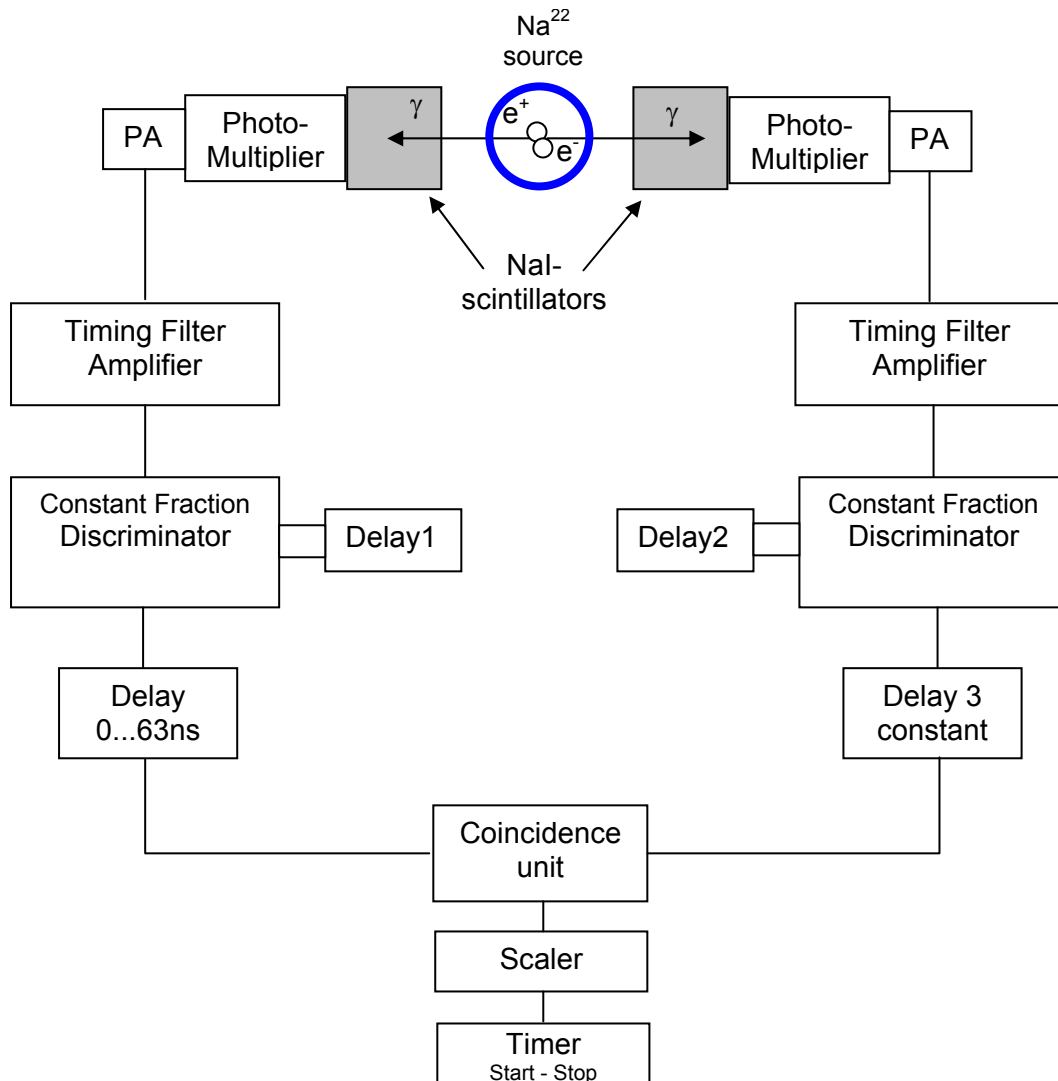 Na²²
source
γ
e⁺
e⁻
γ
PA
Photo-
Multiplier
Photo-
Multiplier
PA
NaI-
scintillators
Timing Filter
Amplifier
Timing Filter
Amplifier
Constant Fraction
Discriminator
Delay1
Delay2
Constant Fraction
Discriminator
Delay
0...63ns
Delay 3
constant
Coincidence
unit
Scaler
Timer
Start - Stop